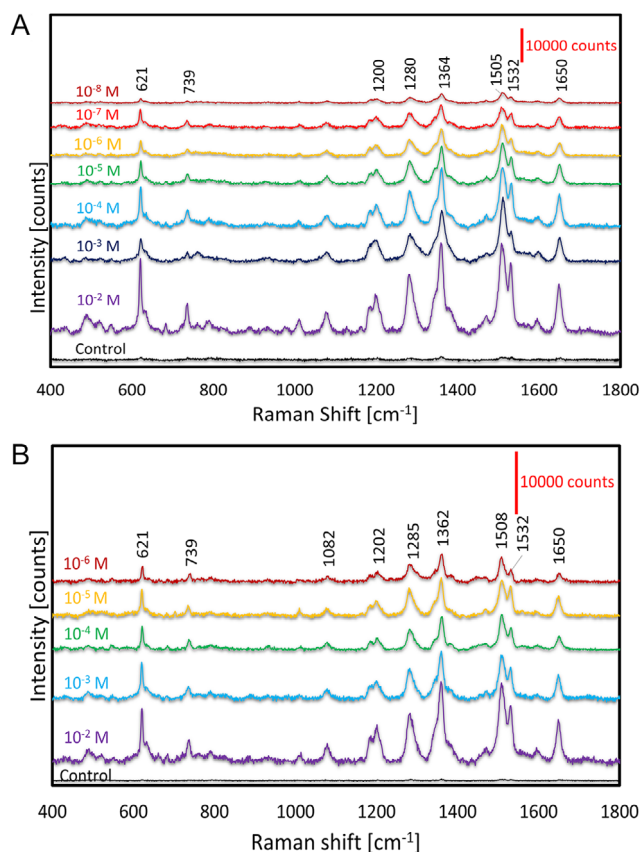 A
10000 counts
621
739
1200
1280
1364
1505
1532
1650
10⁻⁸ M
10⁻⁷ M
10⁻⁶ M
10⁻⁵ M
10⁻⁴ M
10⁻³ M
10⁻² M
Control
Intensity [counts]
400 600 800 1000 1200 1400 1600 1800
Raman Shift [cm⁻¹]
B
10000 counts
621
739
1082
1202
1285
1362
1508
1532
1650
10⁻⁶ M
10⁻⁵ M
10⁻⁴ M
10⁻³ M
10⁻² M
Control
Intensity [counts]
400 600 800 1000 1200 1400 1600 1800
Raman shift [cm⁻¹]